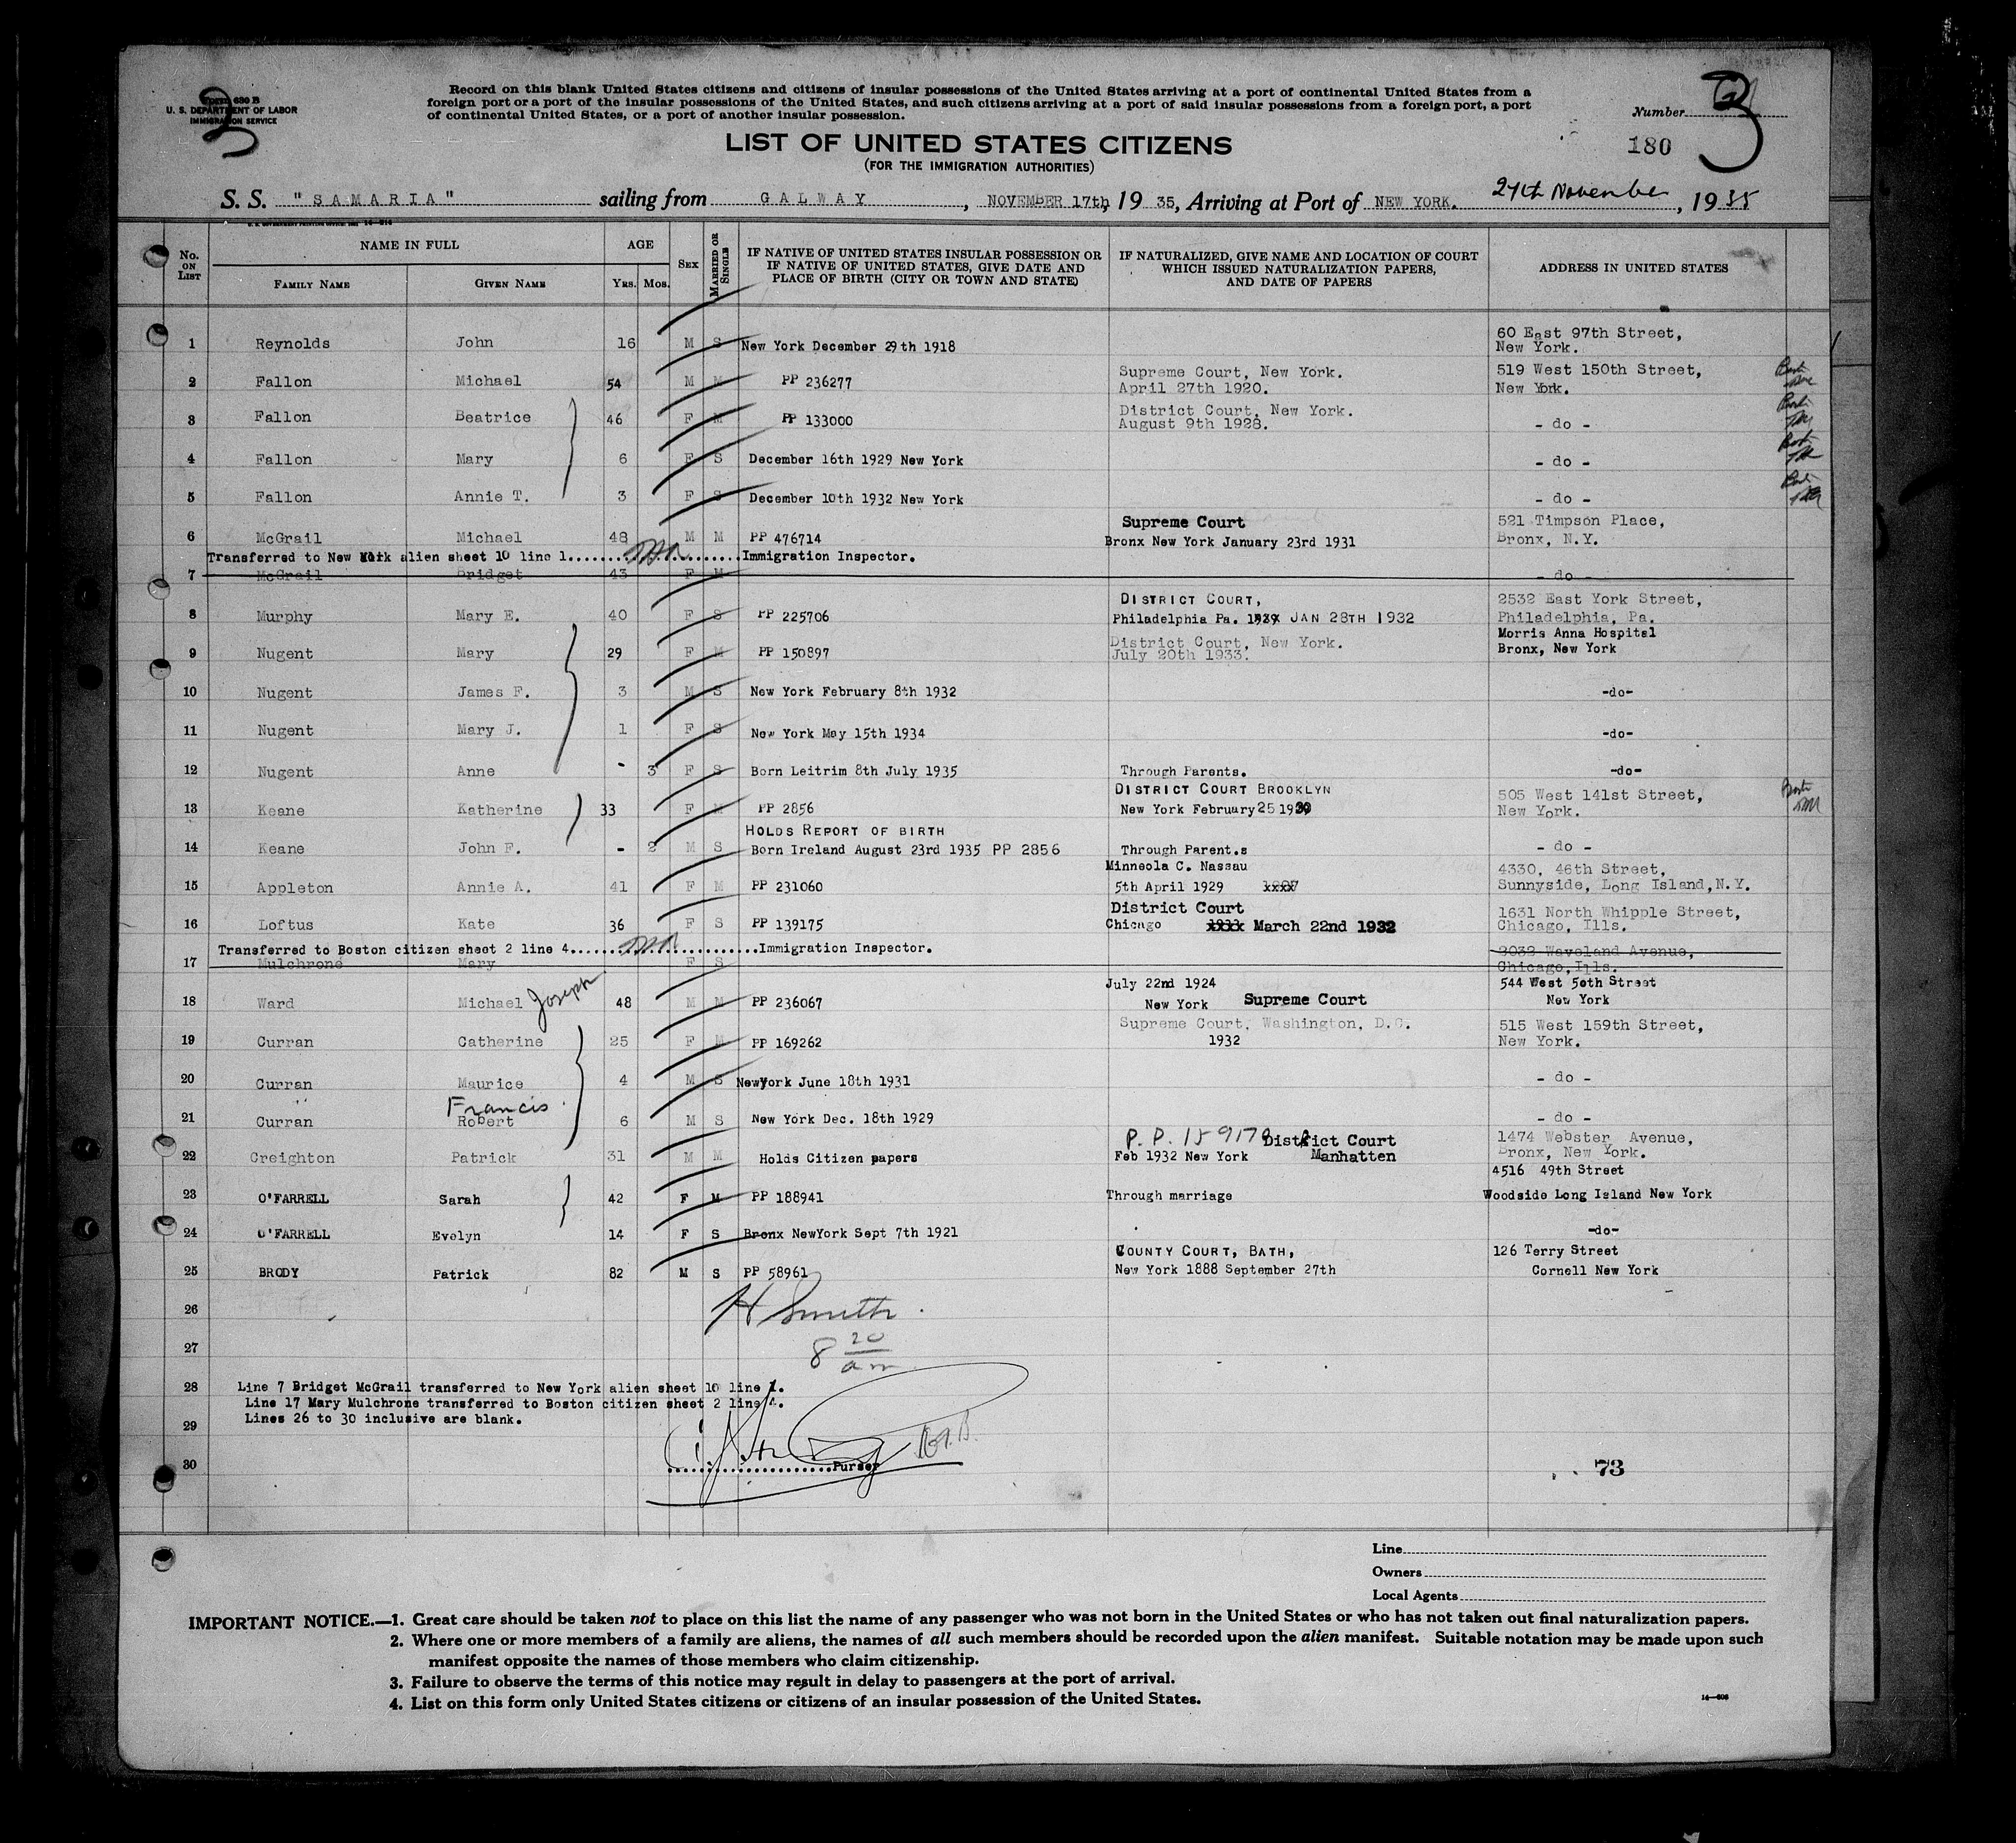 Form 630 B
U. S. DEPARTMENT OF LABOR
IMMIGRATION SERVICE
3
Record on this blank United States citizens and citizens of insular possessions of the United States arriving at a port of continental United States from a
foreign port or a port of the insular possessions of the United States, and such citizens arriving at a port of said insular possessions from a foreign port, a port
of continental United States, or a port of another insular possession.
Number
3
180
LIST OF UNITED STATES CITIZENS
(FOR THE IMMIGRATION AUTHORITIES)
S. S. "SAMARIA" sailing from GALWAY, NOVEMBER 17th, 19 35, Arriving at Port of NEW YORK. 27th November, 19 35
No. ON LIST
NAME IN FULL
FAMILY NAME
GIVEN NAME
AGE
YRS. MOS.
SEX
MARRIED OR SINGLE
IF NATIVE OF UNITED STATES INSULAR POSSESSION OR
IF NATIVE OF UNITED STATES, GIVE DATE AND
PLACE OF BIRTH (CITY OR TOWN AND STATE)
IF NATURALIZED, GIVE NAME AND LOCATION OF COURT
WHICH ISSUED NATURALIZATION PAPERS,
AND DATE OF PAPERS
ADDRESS IN UNITED STATES
1 Reynolds John 16 M S New York December 29th 1918 60 East 97th Street,
New York.
2 Fallon Michael 54 M M PP 236277 Supreme Court, New York. 519 West 150th Street,
April 27th 1920. New York.
3 Fallon Beatrice 46 F M PP 133000 District Court, New York.
August 9th 1928. - do -
4 Fallon Mary 6 F S December 16th 1929 New York - do -
5 Fallon Annie T. 3 F S December 10th 1932 New York - do -
Supreme Court 521 Timpson Place,
6 McGrail Michael 48 M M PP 476714 Bronx New York January 23rd 1931 Bronx, N.Y.
Transferred to New York alien sheet 10 line 1................Immigration Inspector.
7 McGrail Bridget 43 F M - do -
DISTRICT COURT, 2532 East York Street,
8 Murphy Mary E. 40 F S PP 225706 Philadelphia Pa. JAN 28TH 1932 Philadelphia, Pa.
Morris Anna Hospital
9 Nugent Mary 29 F M PP 150897 District Court, New York. Bronx, New York
July 20th 1933.
10 Nugent James F. 3 M S New York February 8th 1932 -do-
11 Nugent Mary J. 1 F S New York May 15th 1934 -do-
12 Nugent Anne - 3 F S Born Leitrim 8th July 1935 Through Parents. -do-
DISTRICT COURT BROOKLYN 505 West 141st Street,
13 Keane Katherine 33 F M PP 2856 New York February 25 19 New York.
HOLDS REPORT OF BIRTH
14 Keane John F. - 2 M S Born Ireland August 23rd 1935 PP 2856 Through Parent.s - do -
Minneola C. Nassau 4330, 46th Street,
15 Appleton Annie A. 41 F M PP 231060 5th April 1929 Sunnyside, Long Island,N.Y.
District Court 1631 North Whipple Street,
16 Loftus Kate 36 F S PP 139175 Chicago March 22nd 1932 Chicago, Ills.
Transferred to Boston citizen sheet 2 line 4................Immigration Inspector.
17 Mulchrone Mary F S 3032 Waveland Avenue,
Chicago,Ills.
July 22nd 1924 544 West 50th Street
18 Ward Michael Joseph 48 M M PP 236067 New York Supreme Court New York
Supreme Court, Washington, D.C. 515 West 159th Street,
19 Curran Catherine 25 F M PP 169262 1932 New York.
20 Curran Maurice 4 M S NewYork June 18th 1931 - do -
Francis
21 Curran Robert 6 M S New York Dec. 18th 1929 - do -
P. P. 159179 District Court 1474 Webster Avenue,
22 Creighton Patrick 31 M M Holds Citizen papers Feb 1932 New York Manhatten Bronx, New York.
4516 49th Street
23 O'FARRELL Sarah 42 F M PP 188941 Through marriage Woodside Long Island New York
24 O'FARRELL Evelyn 14 F S Bronx NewYork Sept 7th 1921 -do-
COUNTY COURT, BATH, 126 Terry Street
25 BRODY Patrick 82 M S PP 58961 New York 1888 September 27th Cornell New York
26 H Smith
27 8 20 am
28 Line 7 Bridget McGrail transferred to New York alien sheet 10 line 1.
Line 17 Mary Mulchrone transferred to Boston citizen sheet 2 line 4.
29 Lines 26 to 30 inclusive are blank.
30 Purser
73
Line
Owners
Local Agents
IMPORTANT NOTICE.—1. Great care should be taken not to place on this list the name of any passenger who was not born in the United States or who has not taken out final naturalization papers.
2. Where one or more members of a family are aliens, the names of all such members should be recorded upon the alien manifest. Suitable notation may be made upon such
manifest opposite the names of those members who claim citizenship.
3. Failure to observe the terms of this notice may result in delay to passengers at the port of arrival.
4. List on this form only United States citizens or citizens of an insular possession of the United States.